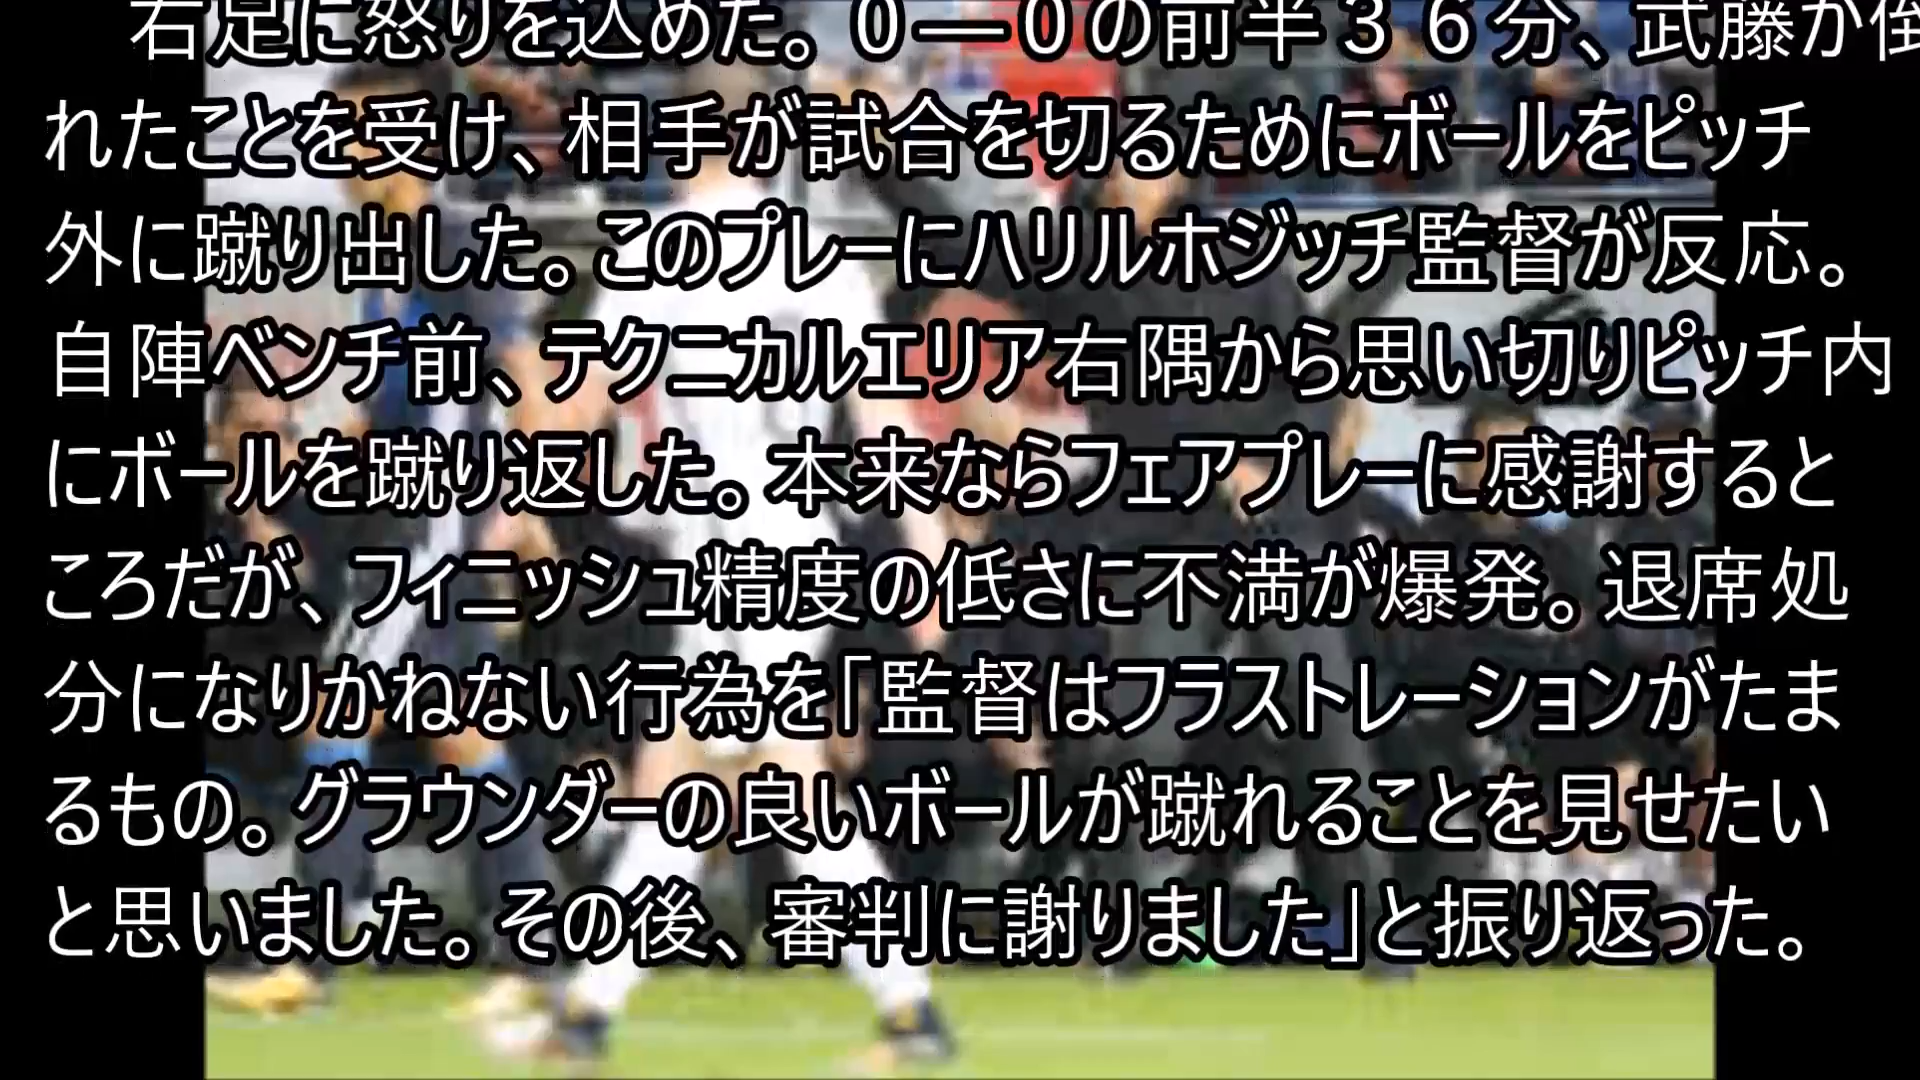 右足に怒りを込めた。０―０の前半３６分、武藤が倒
れたことを受け、相手が試合を切るためにボールをピッチ
外に蹴り出した。このプレーにハリルホジッチ監督が反応。
自陣ベンチ前、テクニカルエリア右隅から思い切りピッチ内
にボールを蹴り返した。本来ならフェアプレーに感謝すると
ころだが、フィニッシュ精度の低さに不満が爆発。退席処
分になりかねない行為を「監督はフラストレーションがたま
るもの。グラウンダーの良いボールが蹴れることを見せたい
と思いました。その後、審判に謝りました」と振り返った。